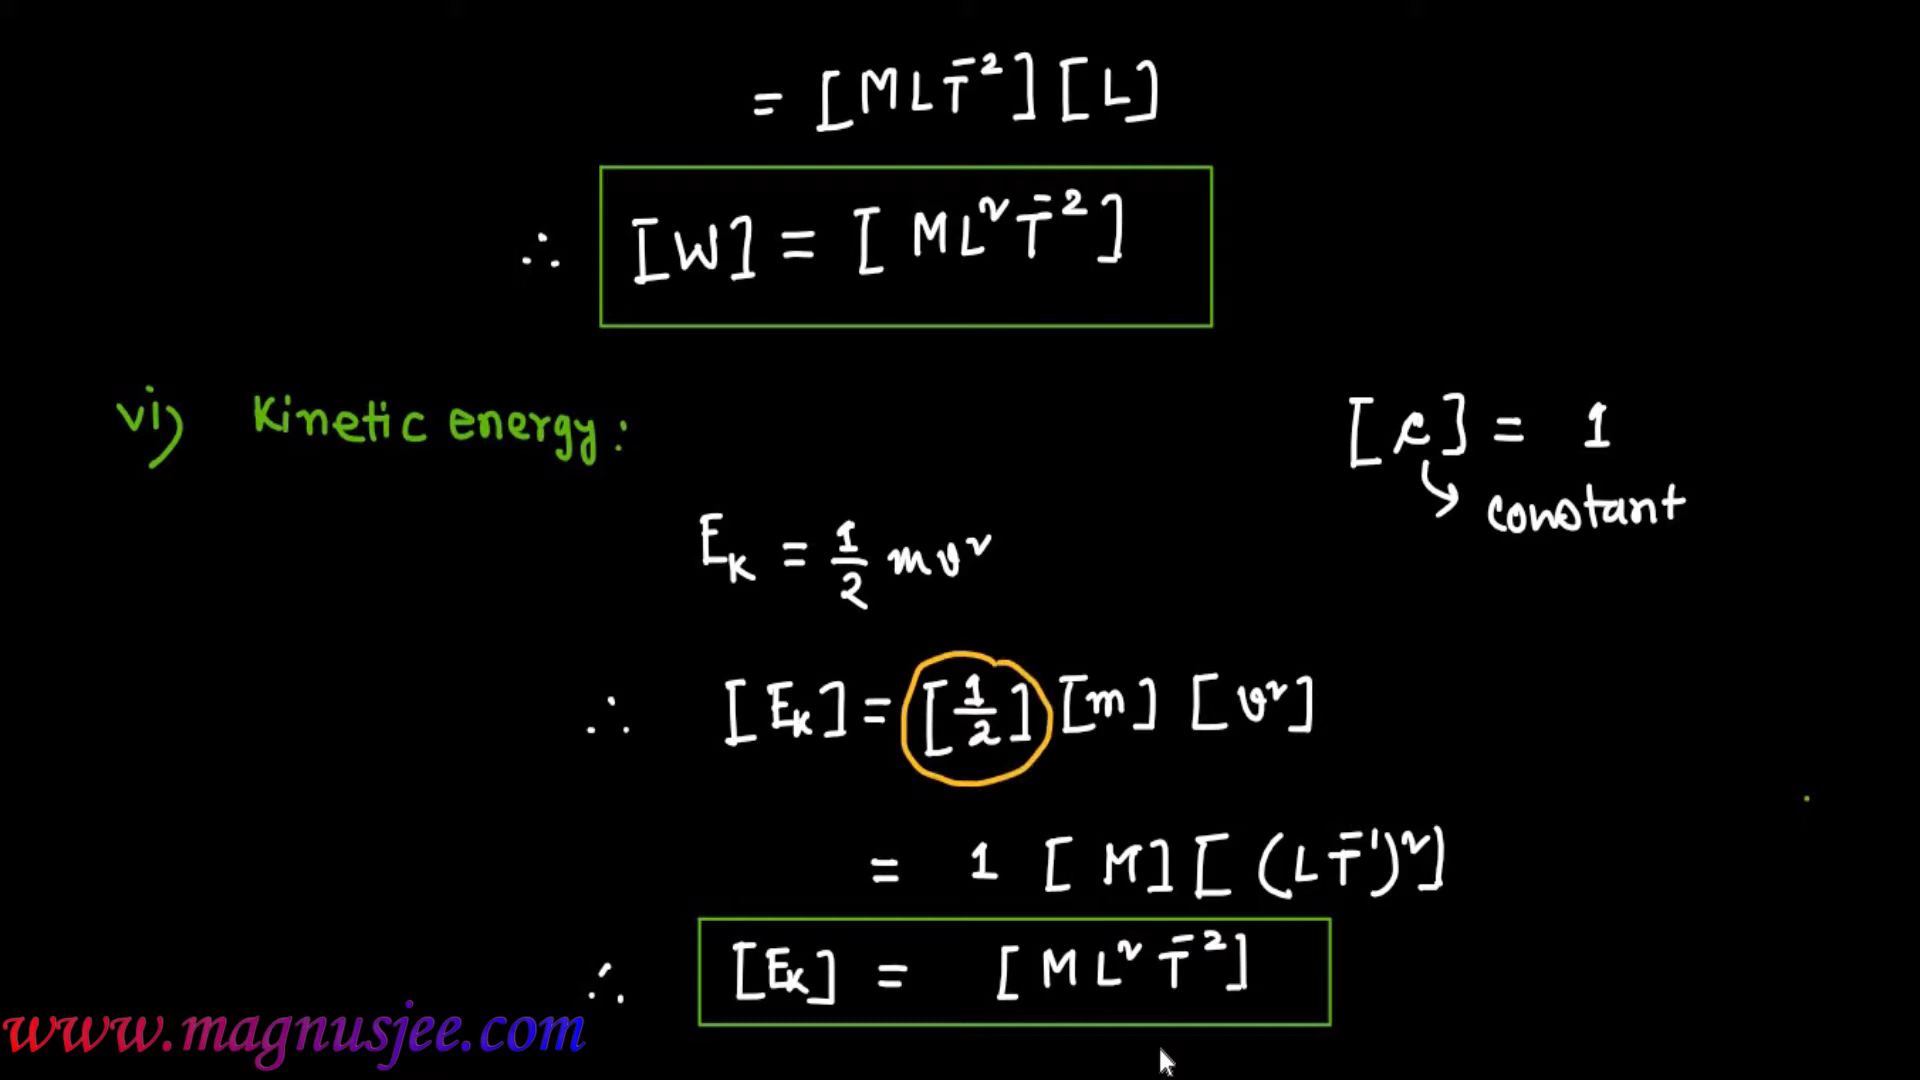 = [MLT⁻²][L]
∴ [W] = [ML²T⁻²]
vi) Kinetic energy:
[c] = 1
constant
Eₖ = 1/2 mv²
∴ [Eₖ] = [1/2] [m] [v²]
= 1 [M] [(LT⁻¹)²]
∴ [Eₖ] = [ML²T⁻²]
www.magnusjee.com